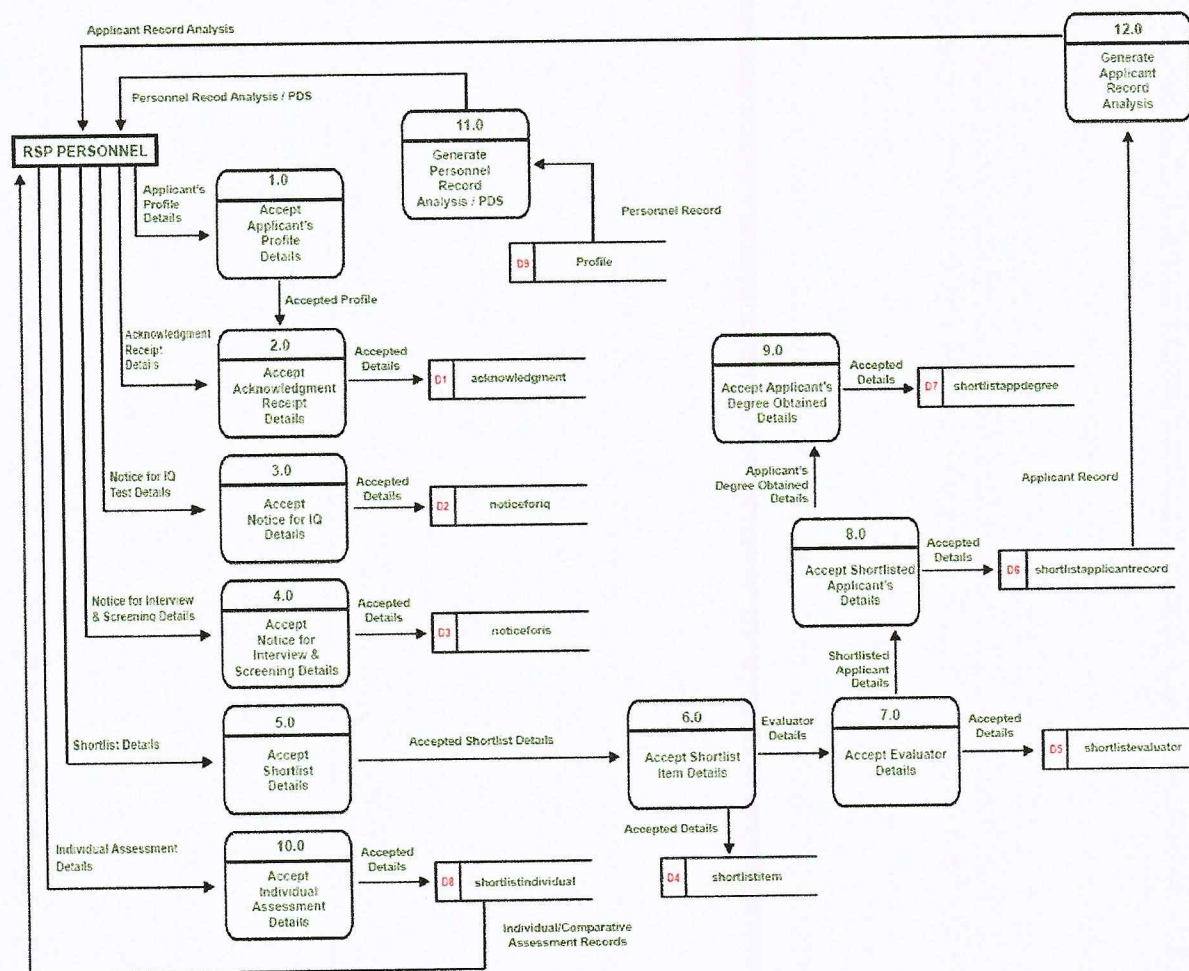 Applicant Record Analysis
12.0
Generate
Applicant
Record
Analysis
Personnel Recod Analysis / PDS
11.0
Generate
Personnel
Record
Analysis / PDS
RSP PERSONNEL
Applicant's
Profile
Details
1.0
Accept
Applicant's
Profile
Details
Personnel Record
D9
Profile
Accepted Profile
Acknowledgment
Receipt
Details
2.0
Accept
Acknowledgment
Receipt
Details
Accepted
Details
D1
acknowledgment
9.0
Accept Applicant's
Degree Obtained
Details
Accepted
Details
D7
shortlistappdegree
Notice for IQ
Test Details
3.0
Accept
Notice for IQ
Details
Accepted
Details
D2
noticeforiq
Applicant's
Degree Obtained
Details
Applicant Record
8.0
Accept Shortlisted
Applicant's
Details
Accepted
Details
D6
shortlistapplicantrecord
Notice for Interview
& Screening Details
4.0
Accept
Notice for
Interview &
Screening Details
Accepted
Details
D3
noticeforis
Shortlisted
Applicant
Details
Shortlist Details
5.0
Accept
Shortlist
Details
Accepted Shortlist Details
6.0
Accept Shortlist
Item Details
Evaluator
Details
7.0
Accept Evaluator
Details
Accepted
Details
D5
shortlistevaluator
Accepted Details
D4
shortlistitem
Individual Assessment
Details
10.0
Accept
Individual
Assessment
Details
Accepted
Details
D8
shortlistindividual
Individual/Comparative
Assessment Records